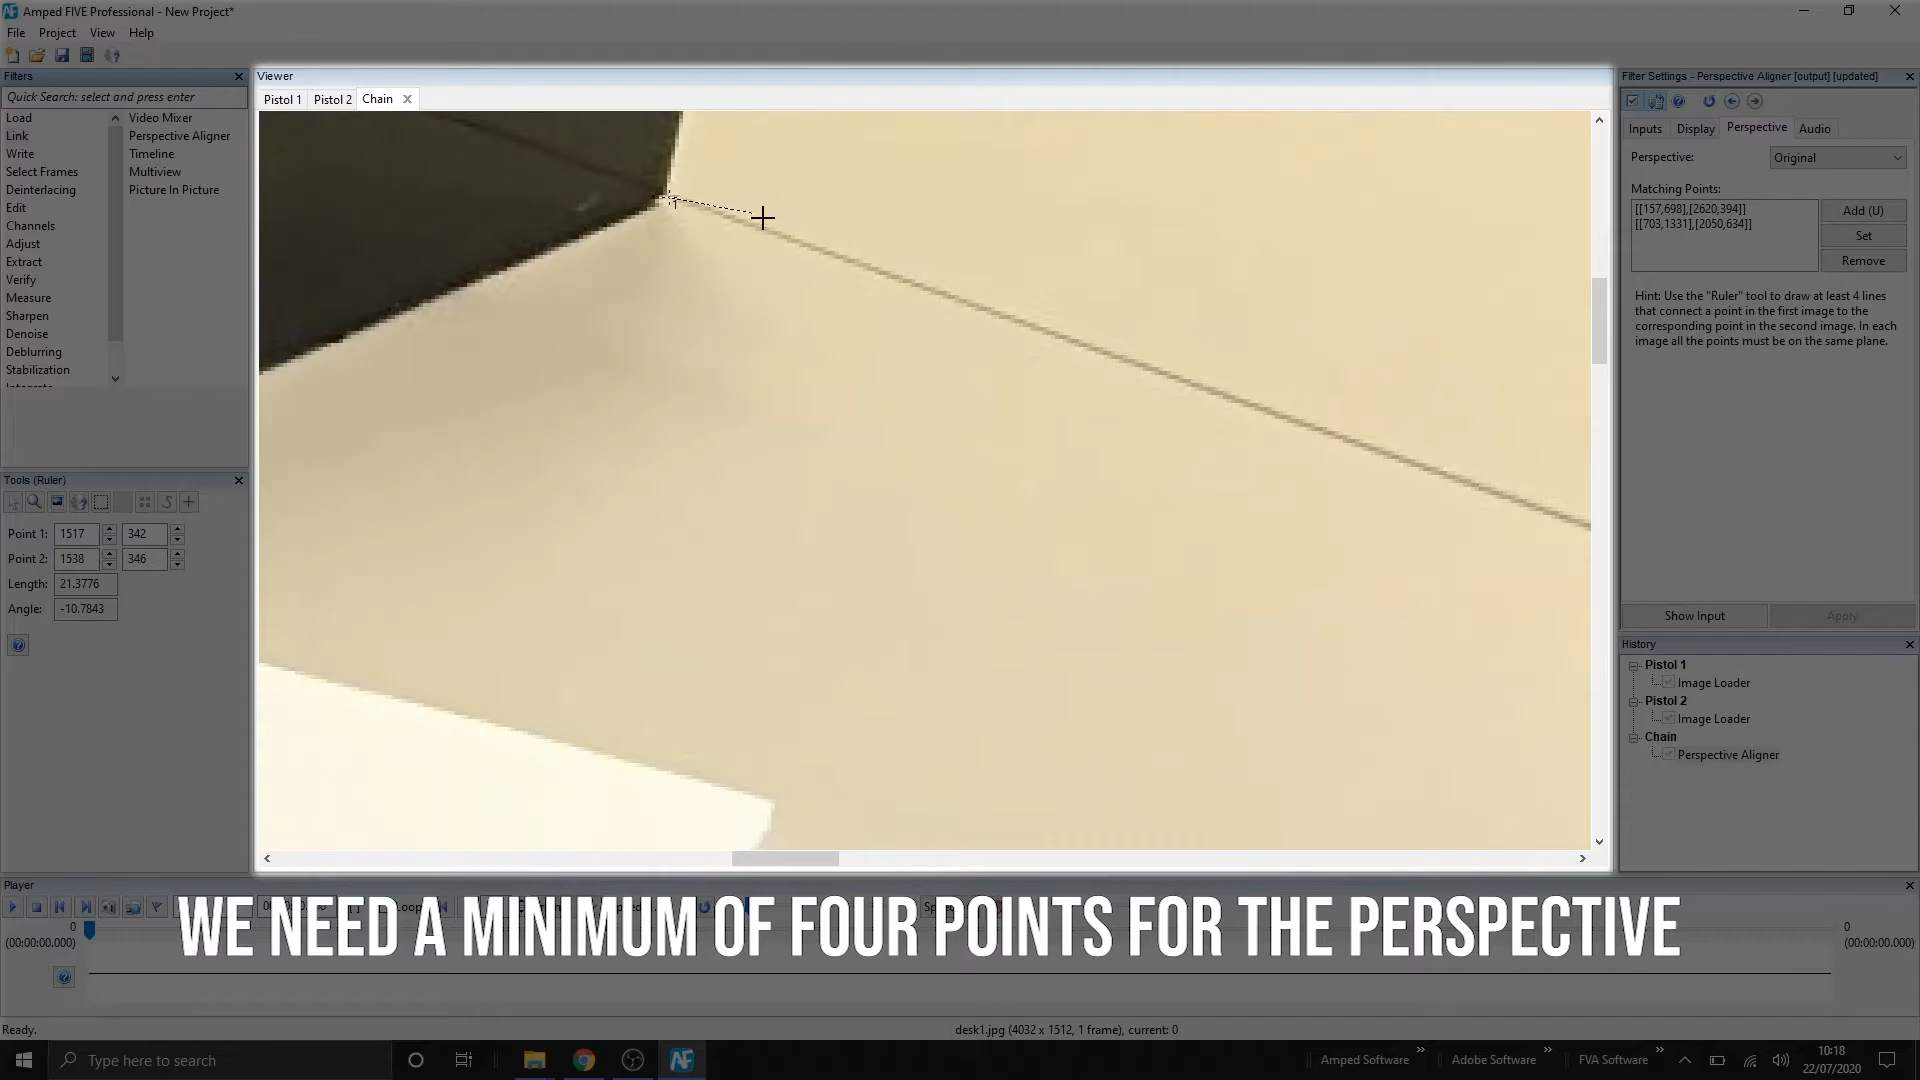 Amped FIVE Professional - New Project*
File Project View Help
Filters
Quick Search: select and press enter
Load
Link
Write
Select Frames
Deinterlacing
Edit
Channels
Adjust
Extract
Verify
Measure
Sharpen
Denoise
Deblurring
Stabilization
Video Mixer
Perspective Aligner
Timeline
Multiview
Picture In Picture
Tools (Ruler)
Point 1: 1517 342
Point 2: 1538 346
Length: 21.3776
Angle: -10.7843
Viewer
Pistol 1 Pistol 2 Chain
1
Filter Settings - Perspective Aligner [output] [updated]
Inputs Display Perspective Audio
Perspective: Original
Matching Points:
[[157,698],[2620,394]]
[[703,1331],[2050,634]]
Add (U)
Set
Remove
Hint: Use the "Ruler" tool to draw at least 4 lines
that connect a point in the first image to the
corresponding point in the second image. In each
image all the points must be on the same plane.
Show Input Apply
History
Pistol 1
Image Loader
Pistol 2
Image Loader
Chain
Perspective Aligner
Player
0
(00:00:00.000)
0
(00:00:00.000)
WE NEED A MINIMUM OF FOUR POINTS FOR THE PERSPECTIVE
Ready.
desk1.jpg (4032 x 1512, 1 frame), current: 0
Type here to search
Amped Software
Adobe Software
FVA Software
10:18
22/07/2020